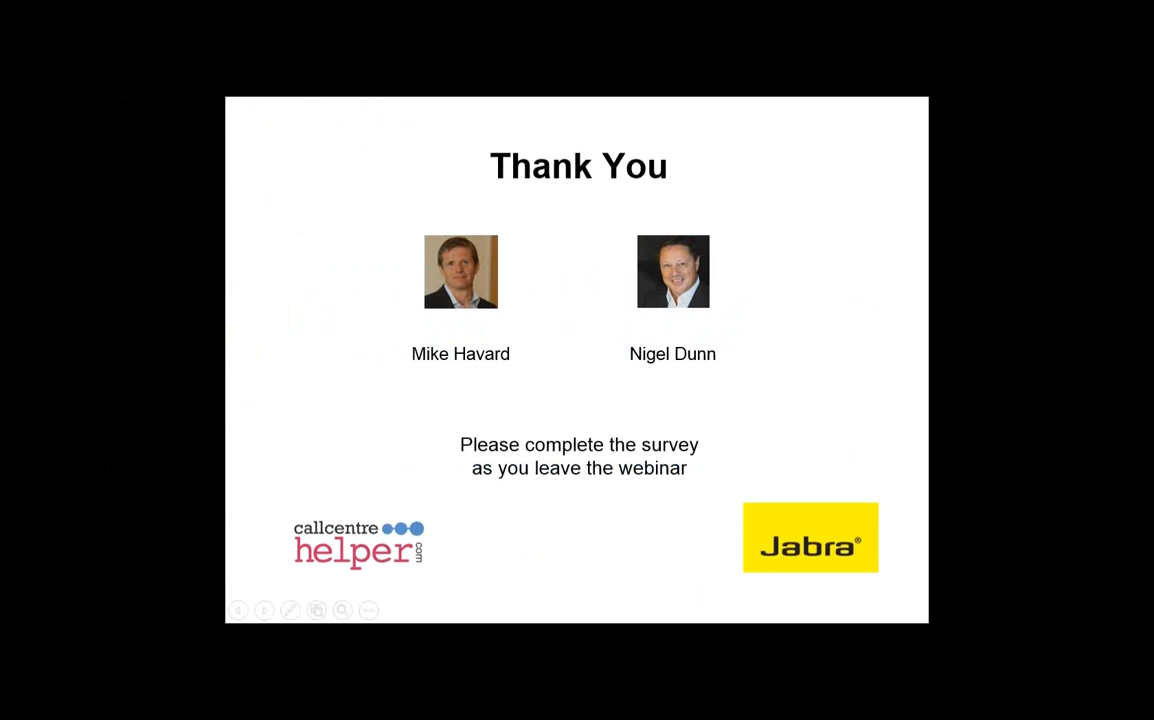 Thank You
Mike Havard
Nigel Dunn
Please complete the survey
as you leave the webinar
callcentre
helper.com
Jabra®